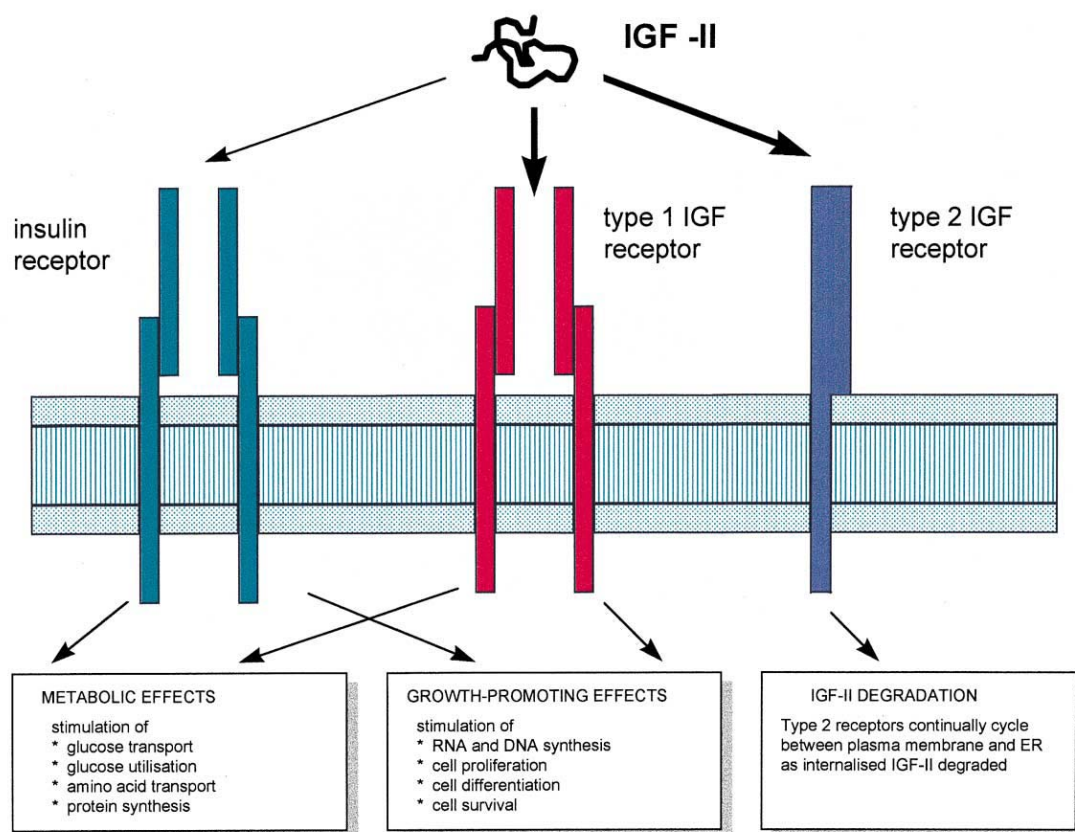 IGF -II
insulin
receptor
type 1 IGF
receptor
type 2 IGF
receptor
METABOLIC EFFECTS
stimulation of
* glucose transport
* glucose utilisation
* amino acid transport
* protein synthesis
GROWTH-PROMOTING EFFECTS
stimulation of
* RNA and DNA synthesis
* cell proliferation
* cell differentiation
* cell survival
IGF-II DEGRADATION
Type 2 receptors continually cycle
between plasma membrane and ER
as internalised IGF-II degraded